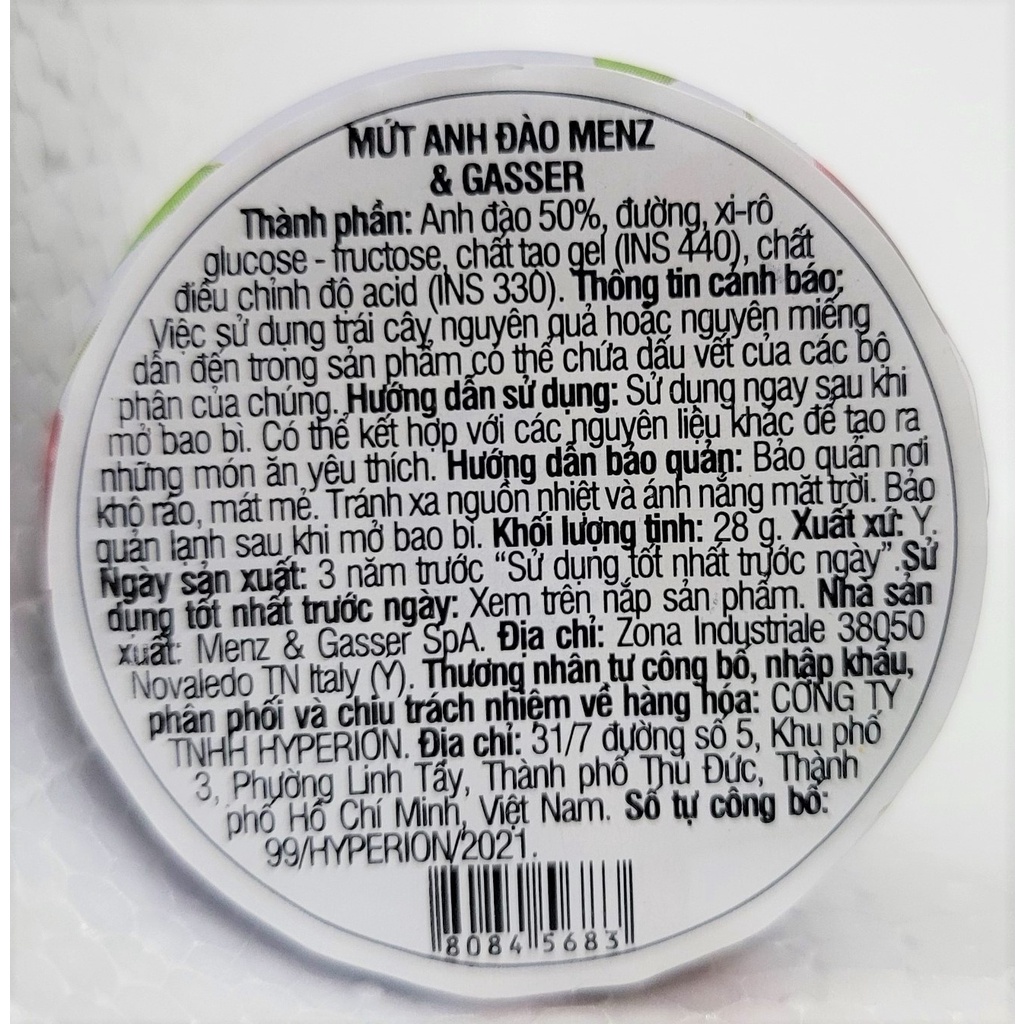 MỨT ANH ĐÀO MENZ
& GASSER
Thành phần: Anh đào 50%, đường, xi-rô
glucose - fructose, chất tạo gel (INS 440), chất
điều chỉnh độ acid (INS 330). Thông tin cảnh báo:
Việc sử dụng trái cây nguyên quả hoặc nguyên miếng
dẫn đến trong sản phẩm có thể chứa dấu vết của các bộ
phận của chúng. Hướng dẫn sử dụng: Sử dụng ngay sau khi
mở bao bì. Có thể kết hợp với các nguyên liệu khác để tạo ra
những món ăn yêu thích. Hướng dẫn bảo quản: Bảo quản nơi
khô ráo, mát mẻ. Tránh xa nguồn nhiệt và ánh nắng mặt trời. Bảo
quản lạnh sau khi mở bao bì. Khối lượng tịnh: 28 g. Xuất xứ: Ý.
Ngày sản xuất: 3 năm trước “Sử dụng tốt nhất trước ngày”.Sử
dụng tốt nhất trước ngày: Xem trên nắp sản phẩm. Nhà sản
xuất: Menz & Gasser SpA. Địa chỉ: Zona Industriale 38050
Novaledo TN Italy (Ý). Thương nhân tự công bố, nhập khẩu,
phân phối và chịu trách nhiệm về hàng hóa: CÔNG TY
TNHH HYPERION. Địa chỉ: 31/7 đường số 5, Khu phố
3, Phường Linh Tây, Thành phố Thủ Đức, Thành
phố Hồ Chí Minh, Việt Nam. Số tự công bố:
99/HYPERION/2021.
80845683